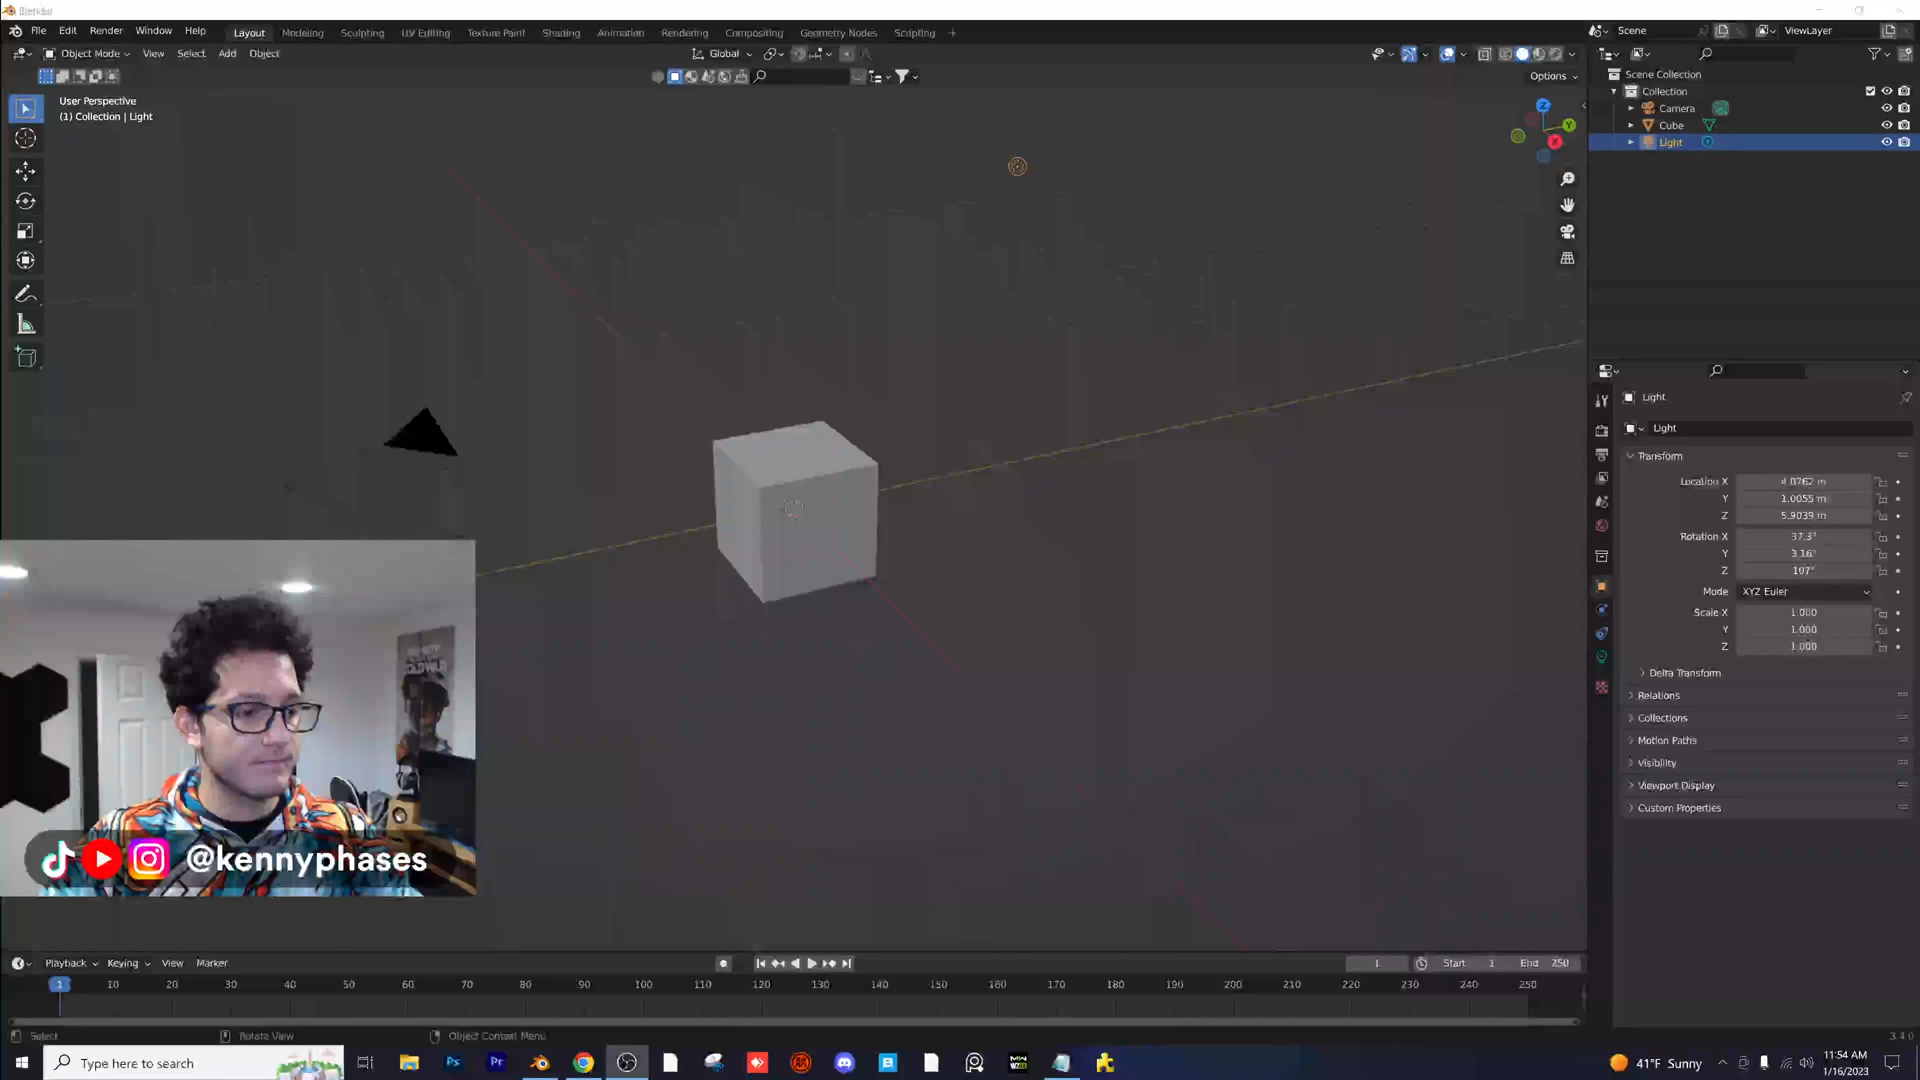 Blender
File Edit Render Window Help Layout Modeling Sculpting UV Editing Texture Paint Shading Animation Rendering Compositing Geometry Nodes Scripting + Scene ViewLayer
Object Mode View Select Add Object Global
Options
User Perspective
(1) Collection | Light
Z
Y
X
Scene Collection
Collection
Camera
Cube
Light
Light
Light
Transform
Location X 4.0762 m
Y 1.0055 m
Z 5.9039 m
Rotation X 37.3°
Y 3.16°
Z 107°
Mode XYZ Euler
Scale X 1.000
Y 1.000
Z 1.000
Delta Transform
Relations
Collections
Motion Paths
Visibility
Viewport Display
Custom Properties
@kennyphases
Playback Keying View Marker 1 Start 1 End 250
1 10 20 30 40 50 60 70 80 90 100 110 120 130 140 150 160 170 180 190 200 210 220 230 240 250
Select Rotate View Object Context Menu 3.4.0
Type here to search Ps Pr 41°F Sunny 11:54 AM
1/16/2023